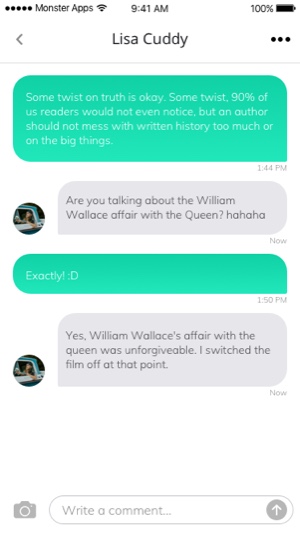 Monster Apps 9:41 AM 100%
Lisa Cuddy
Some twist on truth is okay. Some twist, 90% of
us readers would not even notice, but an author
should not mess with written history too much or
on the big things.
1:44 PM
Are you talking about the William
Wallace affair with the Queen? hahaha
Now
Exactly! :D
1:50 PM
Yes, William Wallace's affair with the
queen was unforgiveable. I switched the
film off at that point.
Now
Write a comment...